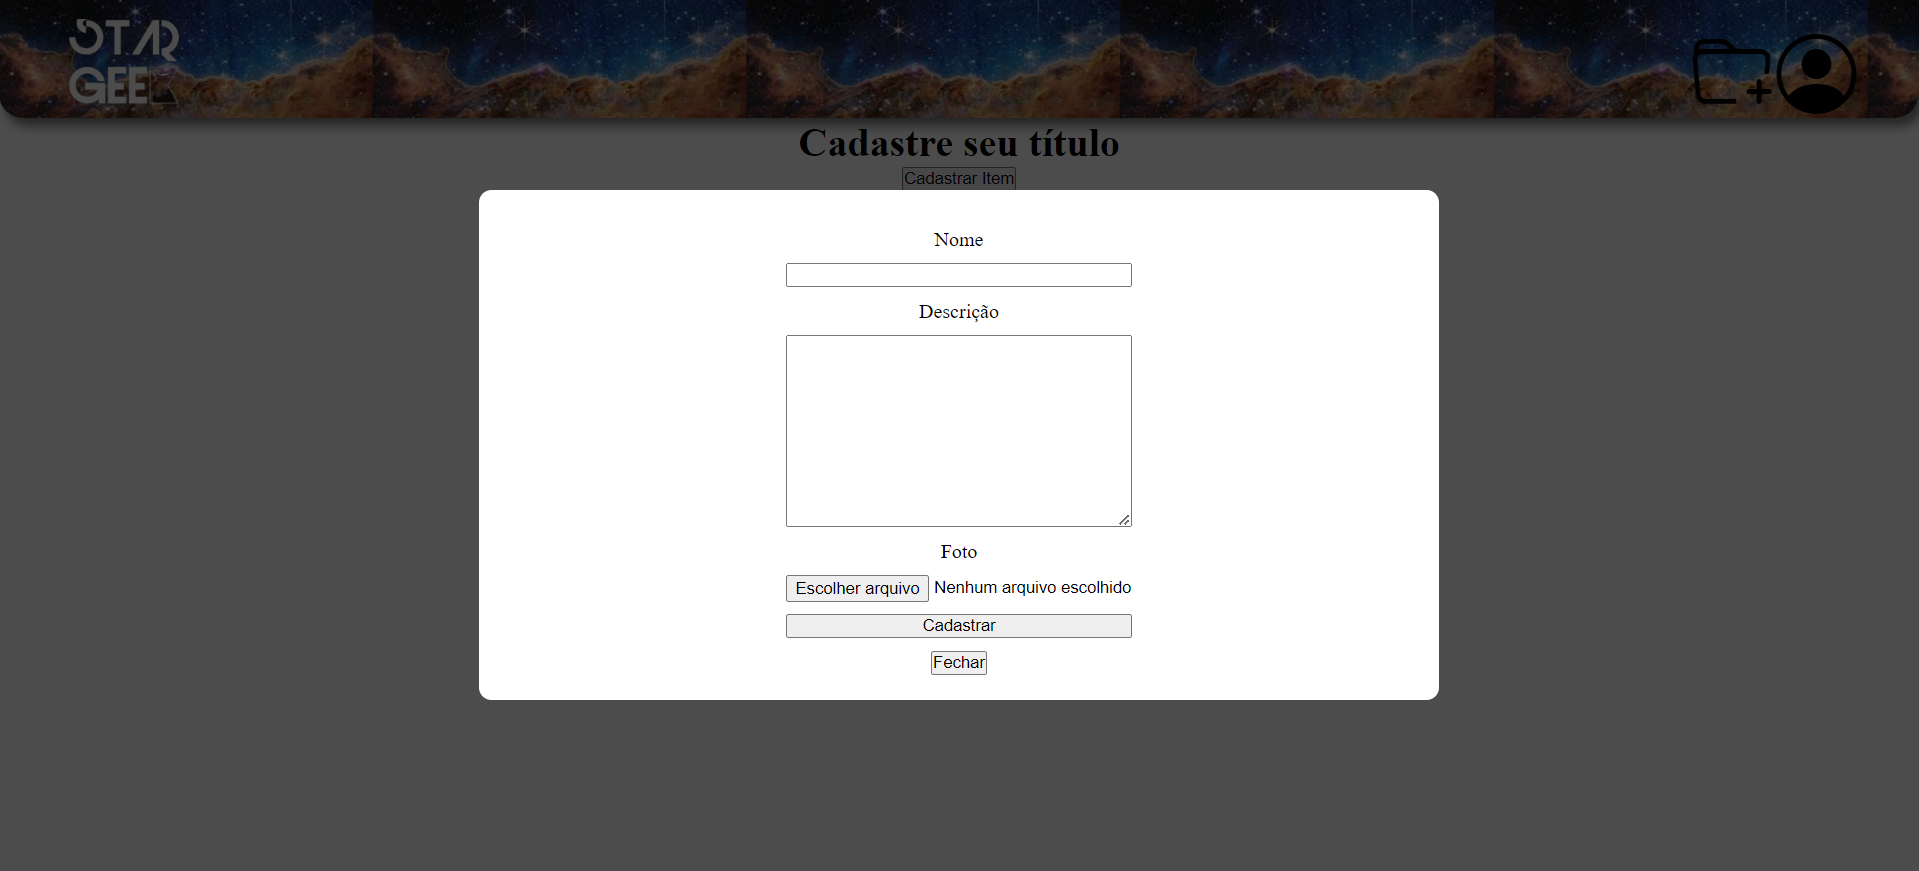 STAR
GEEK
Cadastre seu título
Cadastrar Item
Nome
Descrição
Foto
Escolher arquivo Nenhum arquivo escolhido
Cadastrar
Fechar